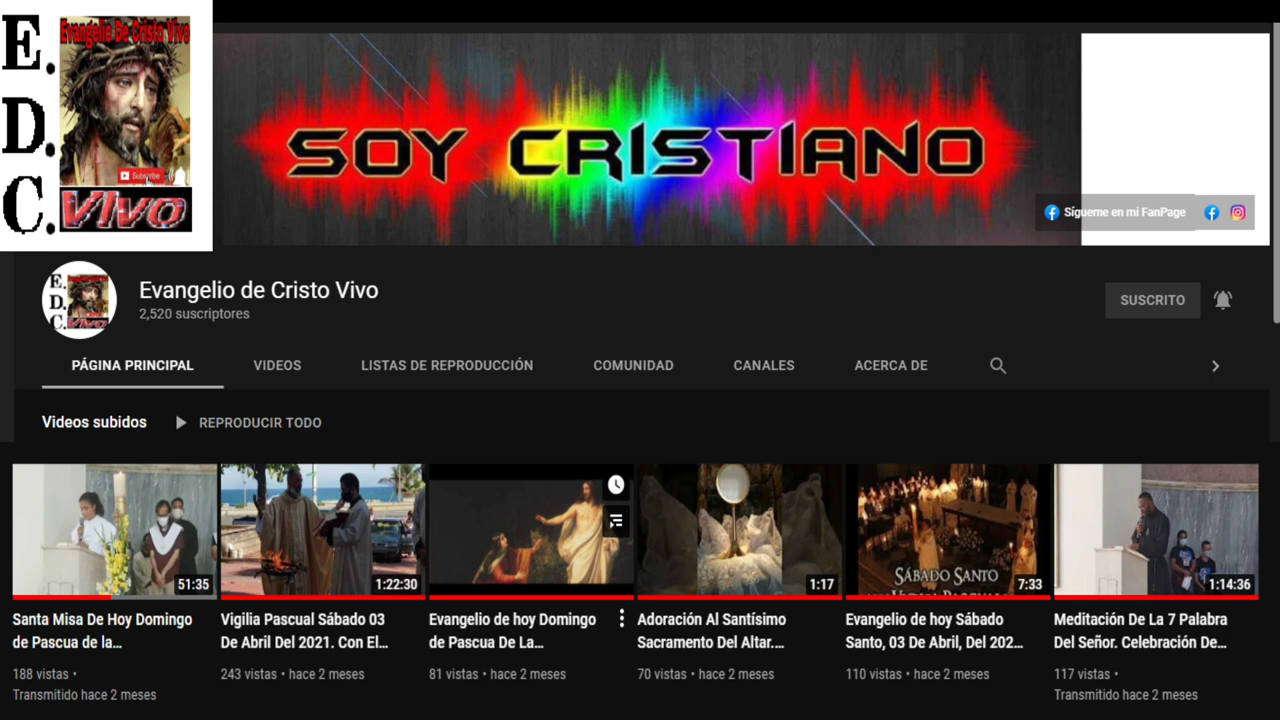 E.
D.
C.
Evangelio De Cristo Vivo
Subscribe
Vivo
SOY CRISTIANO
Sígueme en mi FanPage
E.
D.
C.
Vivo
Evangelio de Cristo Vivo
2,520 suscriptores
SUSCRITO
PÁGINA PRINCIPAL
VIDEOS
LISTAS DE REPRODUCCIÓN
COMUNIDAD
CANALES
ACERCA DE
Videos subidos
REPRODUCIR TODO
51:35
1:22:30
1:17
SÁBADO SANTO
7:33
1:14:36
Santa Misa De Hoy Domingo
de Pascua de la...
188 vistas •
Transmitido hace 2 meses
Vigilia Pascual Sábado 03
De Abril Del 2021. Con El...
243 vistas • hace 2 meses
Evangelio de hoy Domingo
de Pascua De La...
81 vistas • hace 2 meses
Adoración Al Santísimo
Sacramento Del Altar....
70 vistas • hace 2 meses
Evangelio de hoy Sábado
Santo, 03 De Abril, Del 202...
110 vistas • hace 2 meses
Meditación De La 7 Palabra
Del Señor. Celebración De...
117 vistas •
Transmitido hace 2 meses